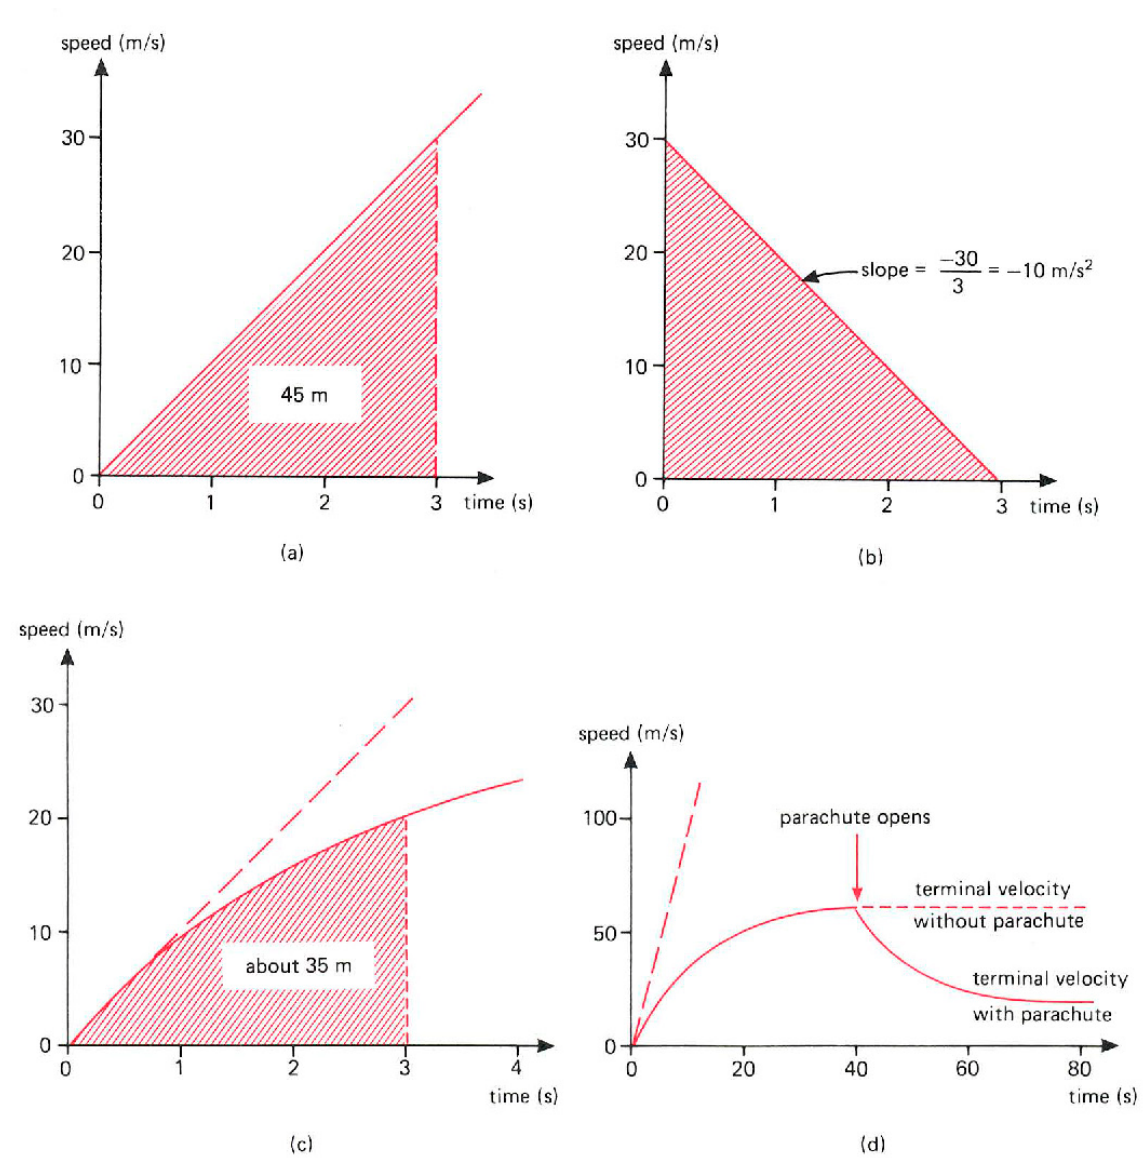 speed (m/s)
30
20
10
0
45 m
0 1 2 3 time (s)
(a)
speed (m/s)
30
20
10
0
slope = −30/3 = −10 m/s²
0 1 2 3 time (s)
(b)
speed (m/s)
30
20
10
0
about 35 m
0 1 2 3 4
time (s)
(c)
speed (m/s)
100
50
0
parachute opens
terminal velocity
without parachute
terminal velocity
with parachute
0 20 40 60 80
time (s)
(d)